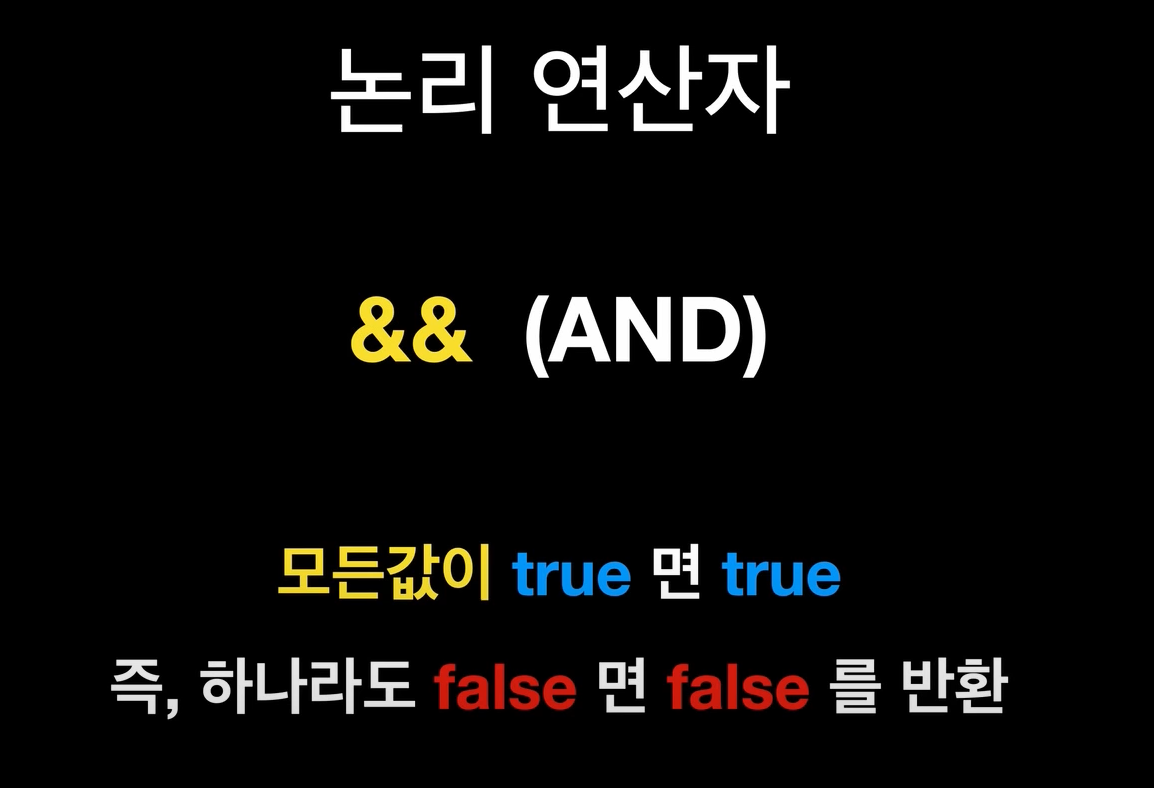 논리 연산자
&& (AND)
모든값이 true 면 true
즉, 하나라도 false 면 false 를 반환